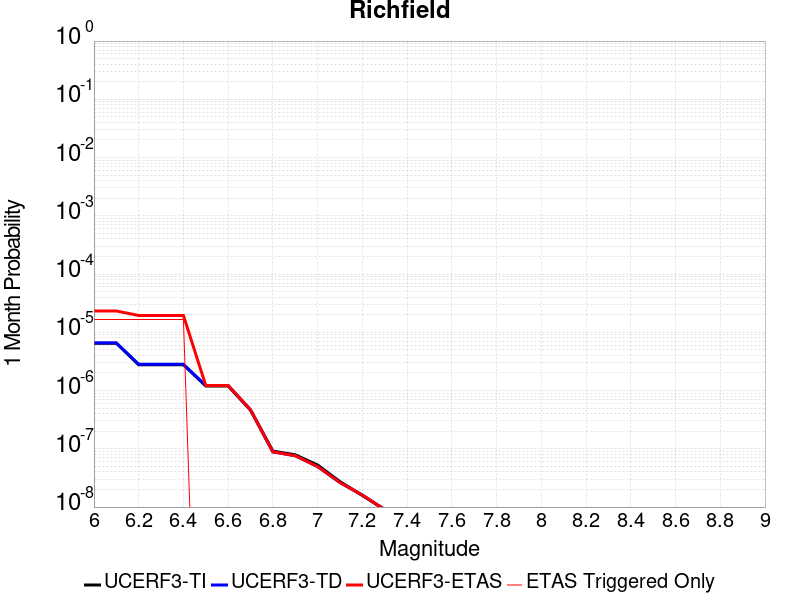 Richfield
1 Month Probability
10^0
10^-1
10^-2
10^-3
10^-4
10^-5
10^-6
10^-7
10^-8
6 6.2 6.4 6.6 6.8 7 7.2 7.4 7.6 7.8 8 8.2 8.4 8.6 8.8 9
Magnitude
UCERF3-TI UCERF3-TD UCERF3-ETAS ETAS Triggered Only